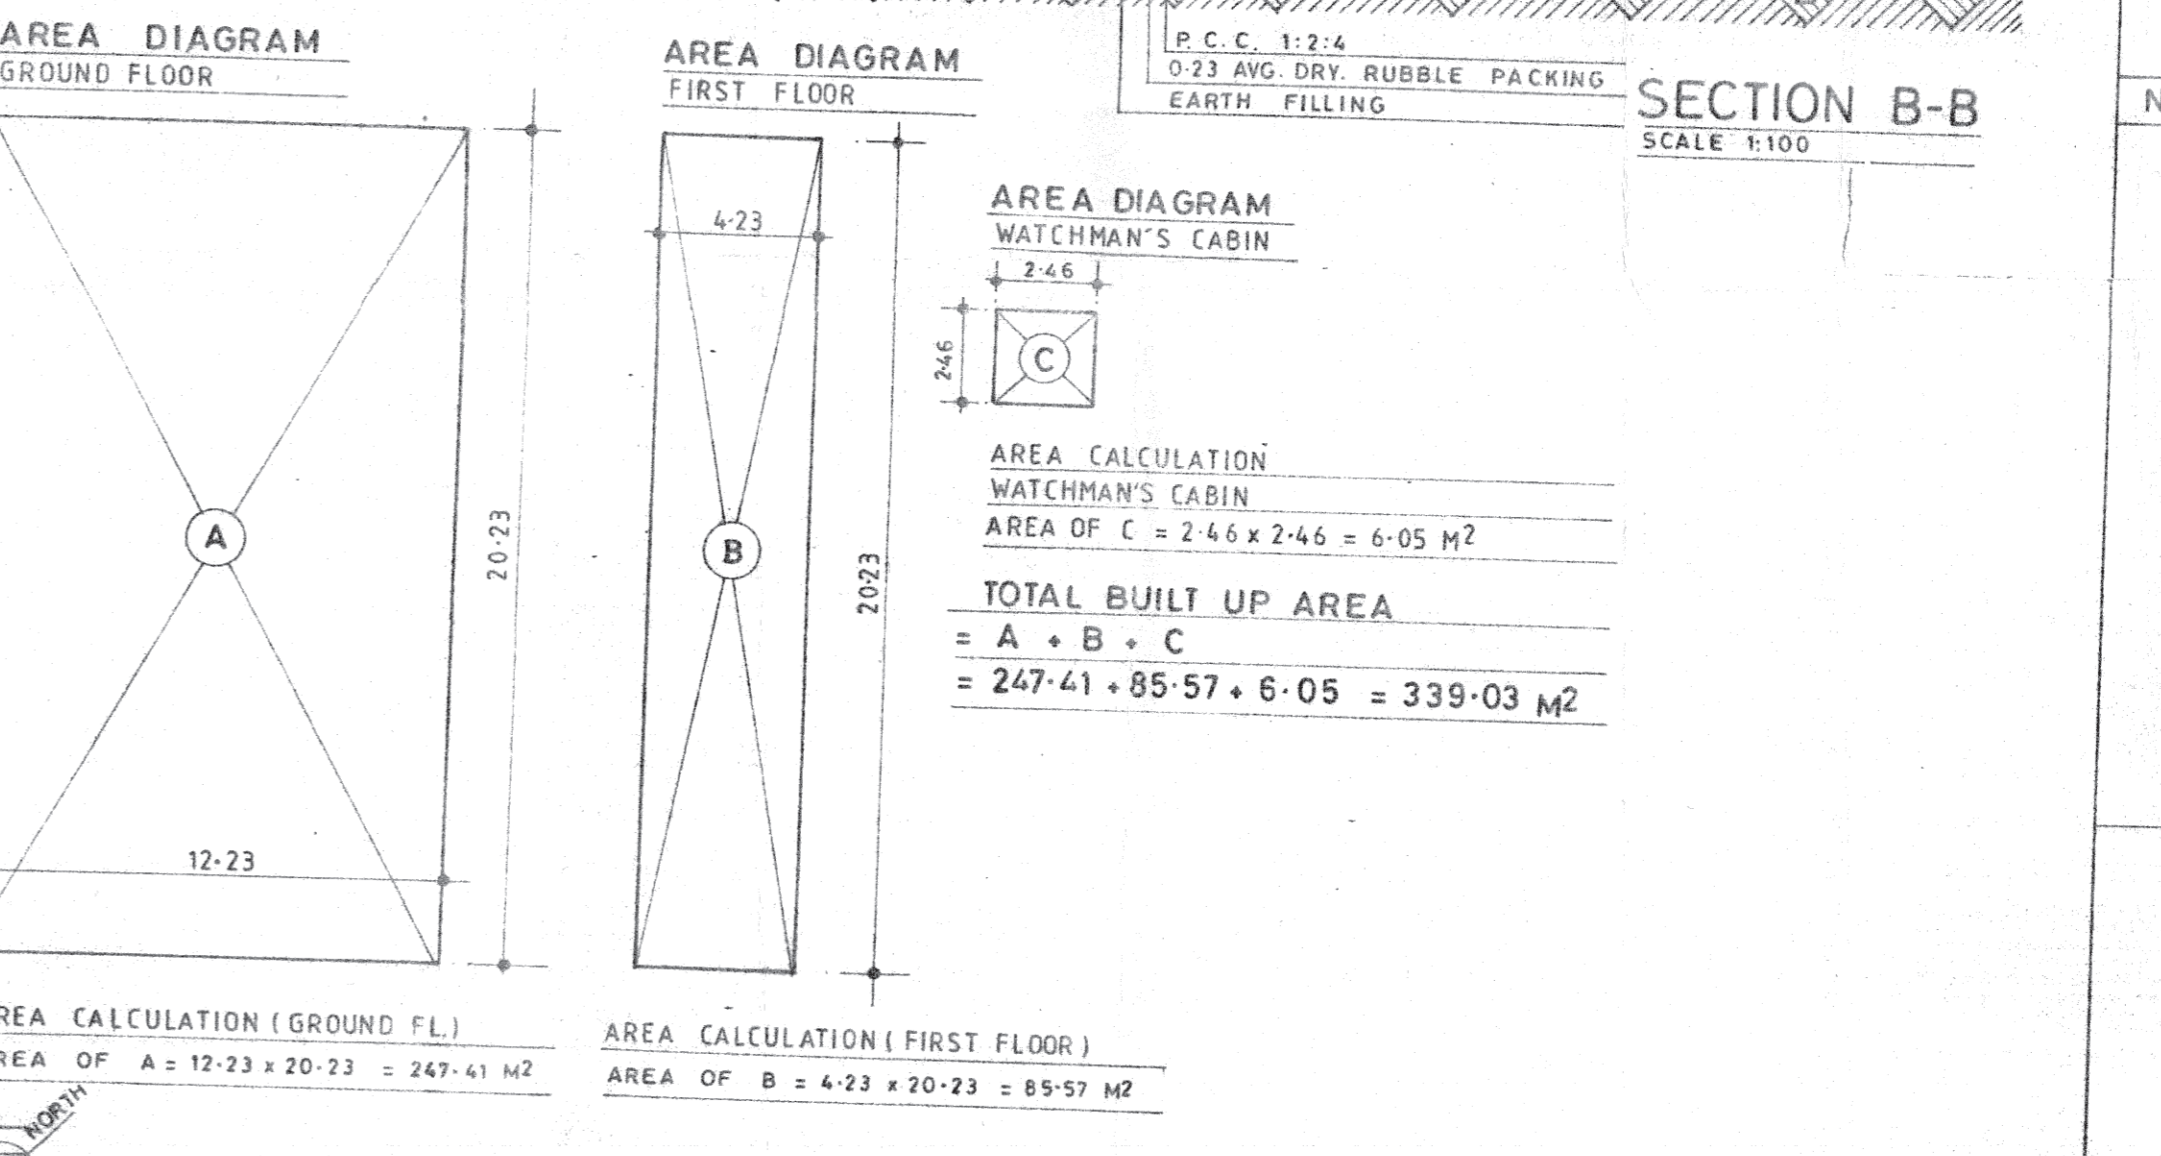 AREA DIAGRAM
GROUND FLOOR
20·23
A
12·23
REA CALCULATION (GROUND FL.)
REA OF A = 12·23 x 20·23 = 247·41 M2
NORTH
AREA DIAGRAM
FIRST FLOOR
4·23
20·23
B
AREA CALCULATION (FIRST FLOOR)
AREA OF B = 4·23 x 20·23 = 85·57 M2
P. C. C. 1:2:4
0·23 AVG. DRY. RUBBLE PACKING
EARTH FILLING
SECTION B-B
SCALE 1:100
N
AREA DIAGRAM
WATCHMAN'S CABIN
2·46
2·46
C
AREA CALCULATION
WATCHMAN'S CABIN
AREA OF C = 2·46 x 2·46 = 6·05 M2
TOTAL BUILT UP AREA
= A + B + C
= 247·41 + 85·57 + 6·05 = 339·03 M2